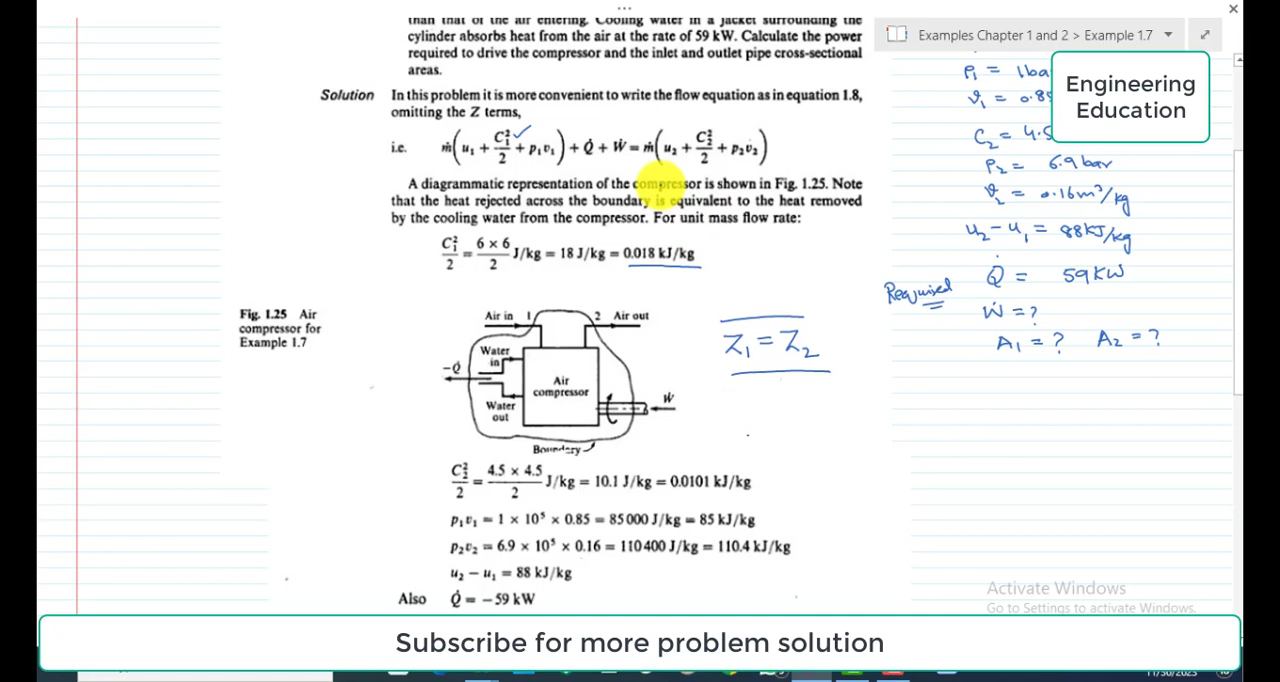 than that of the air entering. Cooling water in a jacket surrounding the
cylinder absorbs heat from the air at the rate of 59 kW. Calculate the power
required to drive the compressor and the inlet and outlet pipe cross-sectional
areas.
Solution In this problem it is more convenient to write the flow equation as in equation 1.8,
omitting the Z terms,
i.e. ṁ(u₁ + C₁²/2 + p₁v₁) + Q̇ + Ẇ = ṁ(u₂ + C₂²/2 + p₂v₂)
A diagrammatic representation of the compressor is shown in Fig. 1.25. Note
that the heat rejected across the boundary is equivalent to the heat removed
by the cooling water from the compressor. For unit mass flow rate:
C₁²/2 = 6 × 6/2 J/kg = 18 J/kg = 0.018 kJ/kg
Fig. 1.25 Air
compressor for
Example 1.7
Air in 1 2 Air out
Water
in
-Q̇
Air
compressor
Water
out
Ẇ
Boundary
Z₁ = Z₂
C₂²/2 = 4.5 × 4.5/2 J/kg = 10.1 J/kg = 0.0101 kJ/kg
p₁v₁ = 1 × 10⁵ × 0.85 = 85000 J/kg = 85 kJ/kg
p₂v₂ = 6.9 × 10⁵ × 0.16 = 110400 J/kg = 110.4 kJ/kg
u₂ − u₁ = 88 kJ/kg
Also Q̇ = −59 kW
Examples Chapter 1 and 2 > Example 1.7
Engineering
Education
P₁ = 1 ba
C₂ = 4.5
P₂ = 6.9 bar
v₂ = 0.16 m³/kg
u₂ − u₁ = 88 kJ/kg
Q̇ = 59 KW
Required
Ẇ = ?
A₁ = ? A₂ = ?
Activate Windows
Go to Settings to activate Windows.
Subscribe for more problem solution
11/30/2023